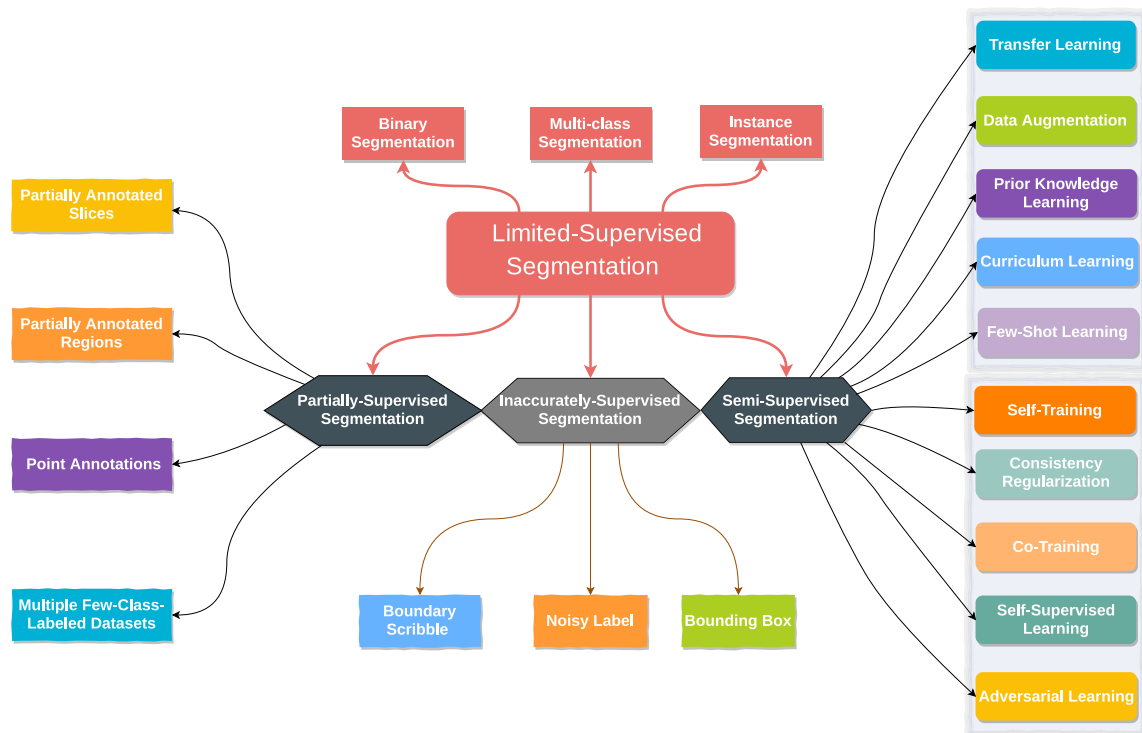 Transfer Learning
Data Augmentation
Prior Knowledge
Learning
Curriculum Learning
Few-Shot Learning
Binary
Segmentation
Multi-class
Segmentation
Instance
Segmentation
Limited-Supervised
Segmentation
Partially Annotated
Slices
Partially Annotated
Regions
Point Annotations
Multiple Few-Class-
Labeled Datasets
Partially-Supervised
Segmentation
Inaccurately-Supervised
Segmentation
Semi-Supervised
Segmentation
Boundary
Scribble
Noisy Label
Bounding Box
Self-Training
Consistency
Regularization
Co-Training
Self-Supervised
Learning
Adversarial Learning